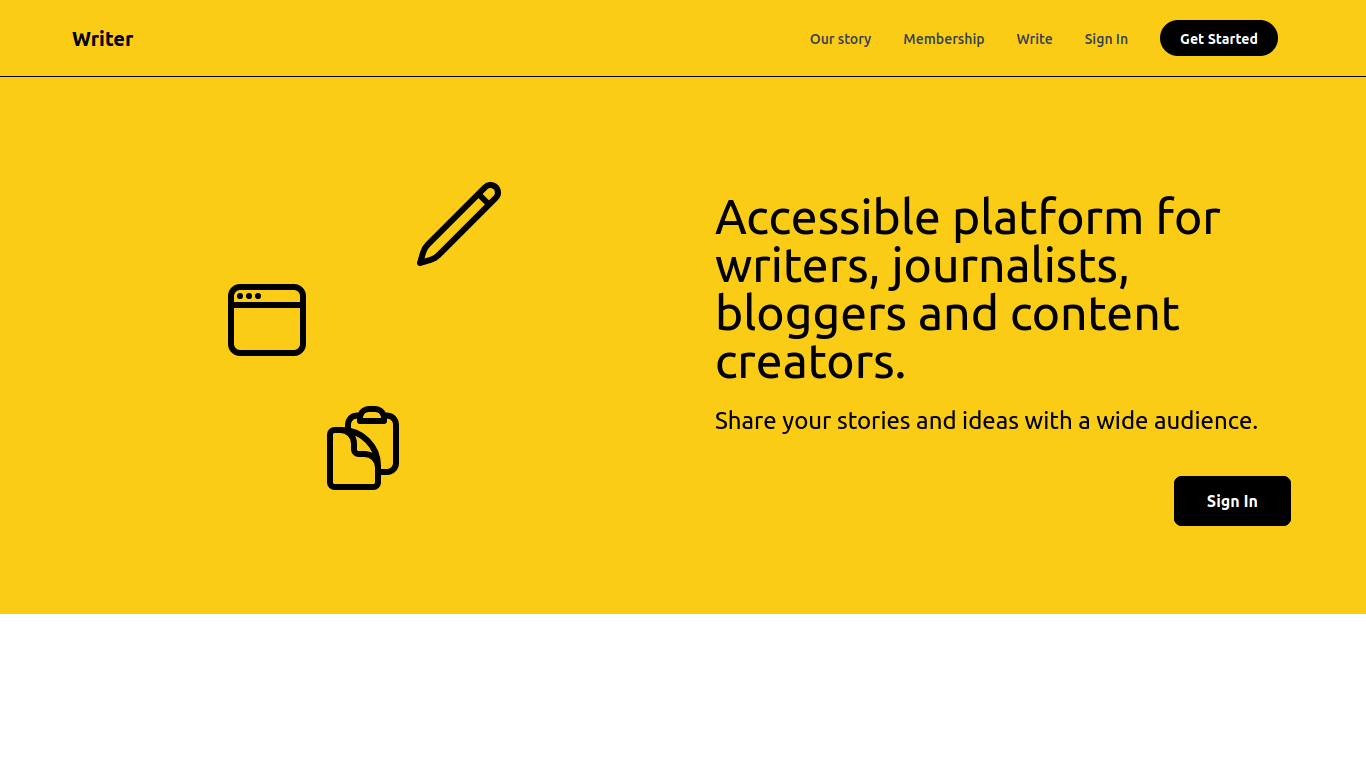 Writer
Our story
Membership
Write
Sign In
Get Started
Accessible platform for
writers, journalists,
bloggers and content
creators.
Share your stories and ideas with a wide audience.
Sign In